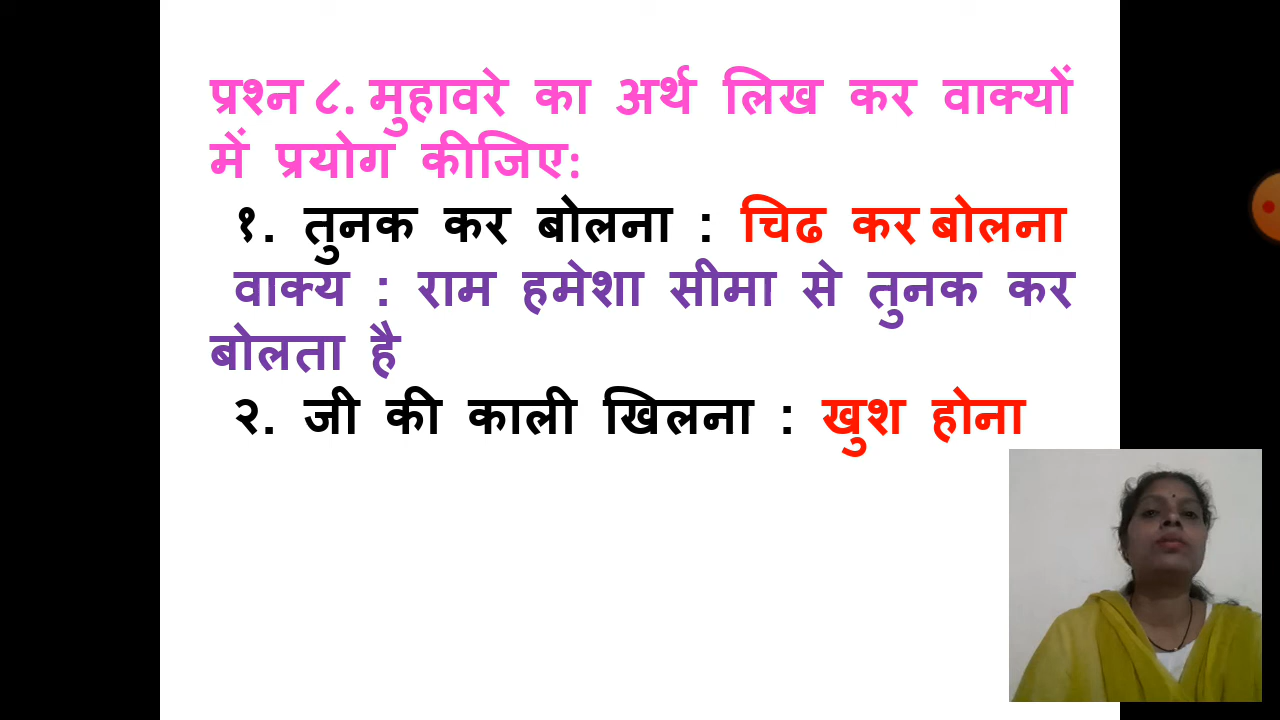 प्रश्न ८. मुहावरे का अर्थ लिख कर वाक्यों
में प्रयोग कीजिए:
१. तुनक कर बोलना : चिढ कर बोलना
वाक्य : राम हमेशा सीमा से तुनक कर
बोलता है
२. जी की काली खिलना : खुश होना